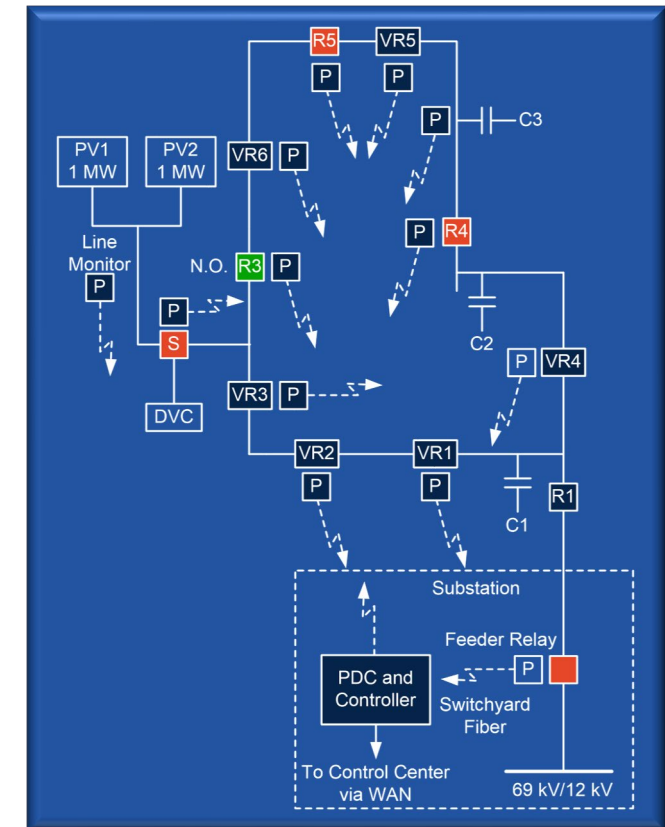 R5
VR5
P
P
P
C3
PV1
1 MW
PV2
1 MW
VR6
P
P
R4
Line
Monitor
P
N.O.
R3
P
P
S
C2
P
VR4
DVC
VR3
P
VR2
VR1
P
P
C1
R1
Substation
Feeder Relay
P
PDC and
Controller
Switchyard
Fiber
To Control Center
via WAN
69 kV/12 kV